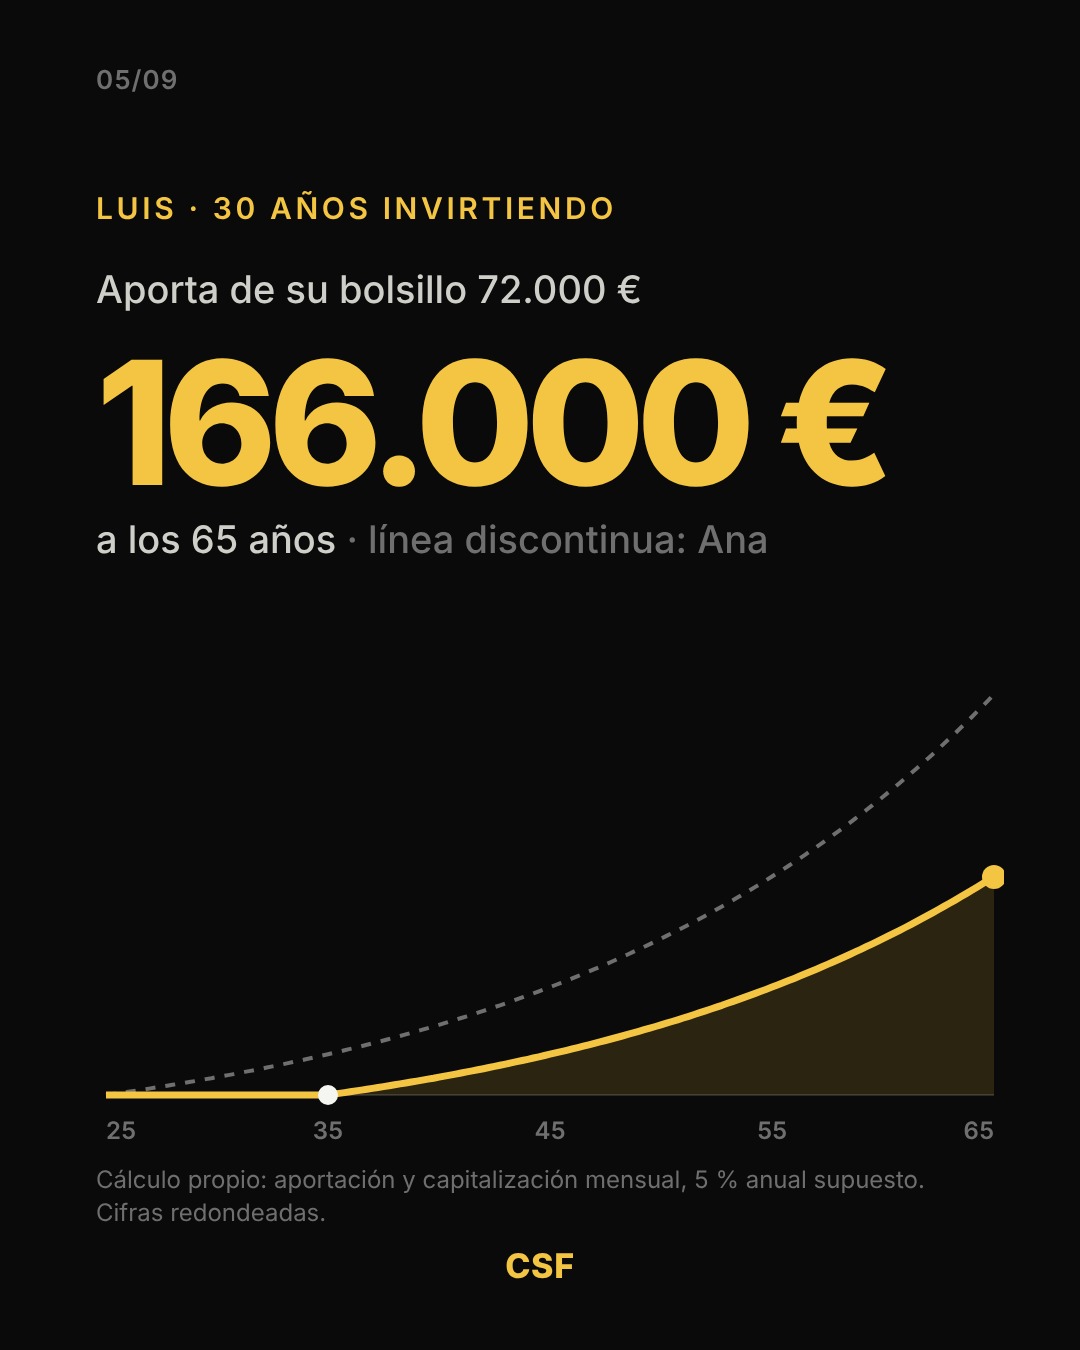 05/09
LUIS · 30 AÑOS INVIRTIENDO
Aporta de su bolsillo 72.000 €
166.000 €
a los 65 años · línea discontinua: Ana
25 35 45 55 65
Cálculo propio: aportación y capitalización mensual, 5 % anual supuesto.
Cifras redondeadas.
CSF